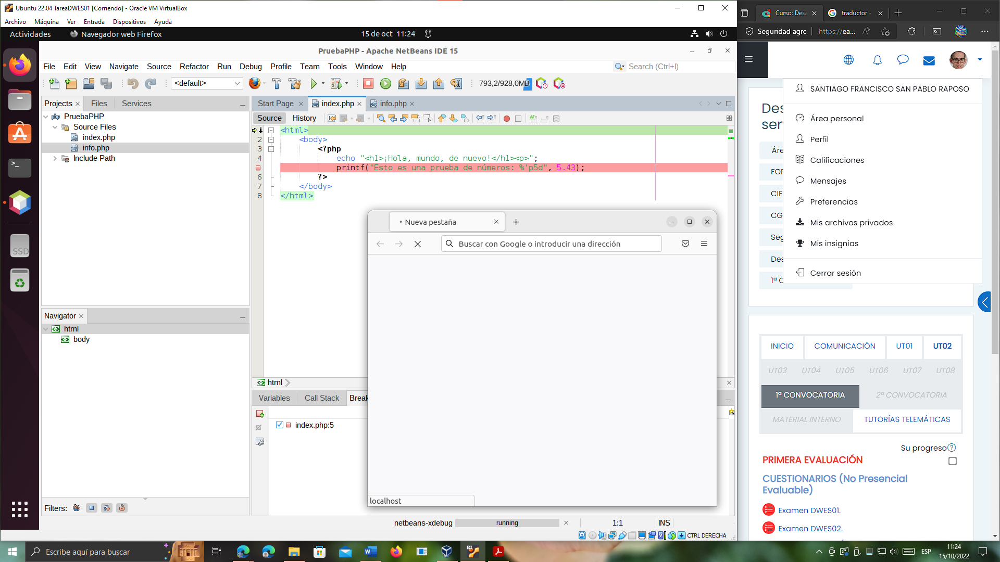 Ubuntu 22.04 TareaDWES01 [Corriendo] - Oracle VM VirtualBox
Archivo Máquina Ver Entrada Dispositivos Ayuda
Actividades Navegador web Firefox 15 de oct 11:24
PruebaPHP - Apache NetBeans IDE 15
File Edit View Navigate Source Refactor Run Debug Profile Team Tools Window Help Search (Ctrl+I)
<default> 793,2/928,0MB
Projects Files Services
PruebaPHP
Source Files
index.php
info.php
Include Path
Start Page index.php info.php
Source History
<html>
2 <body>
3 <?php
4 echo "<h1>¡Hola, mundo, de nuevo!</h1><p>";
printf("Esto es una prueba de números: %'p5d", 5.43);
6 ?>
7 </body>
8 </html>
SSD
Navigator
html
body
Filters:
html
Variables Call Stack Break
index.php:5
Nueva pestaña
Buscar con Google o introducir una dirección
localhost
netbeans-xdebug running 1:1 INS
CTRL DERECHA
Curso: Desa traductor -
Seguridad agre https://ea...
SANTIAGO FRANCISCO SAN PABLO RAPOSO
Área personal
Perfil
Calificaciones
Mensajes
Preferencias
Mis archivos privados
Mis insignias
Cerrar sesión
Des
serv
Áre
FOR
CIF
CG
Seg
Des
1ª C
INICIO COMUNICACIÓN UT01 UT02
UT03 UT04 UT05 UT06 UT07 UT08
1ª CONVOCATORIA 2ª CONVOCATORIA
MATERIAL INTERNO TUTORÍAS TELEMÁTICAS
Su progreso
PRIMERA EVALUACIÓN
CUESTIONARIOS (No Presencial
Evaluable)
Examen DWES01.
Examen DWES02.
Escribe aquí para buscar
ESP
11:24
15/10/2022